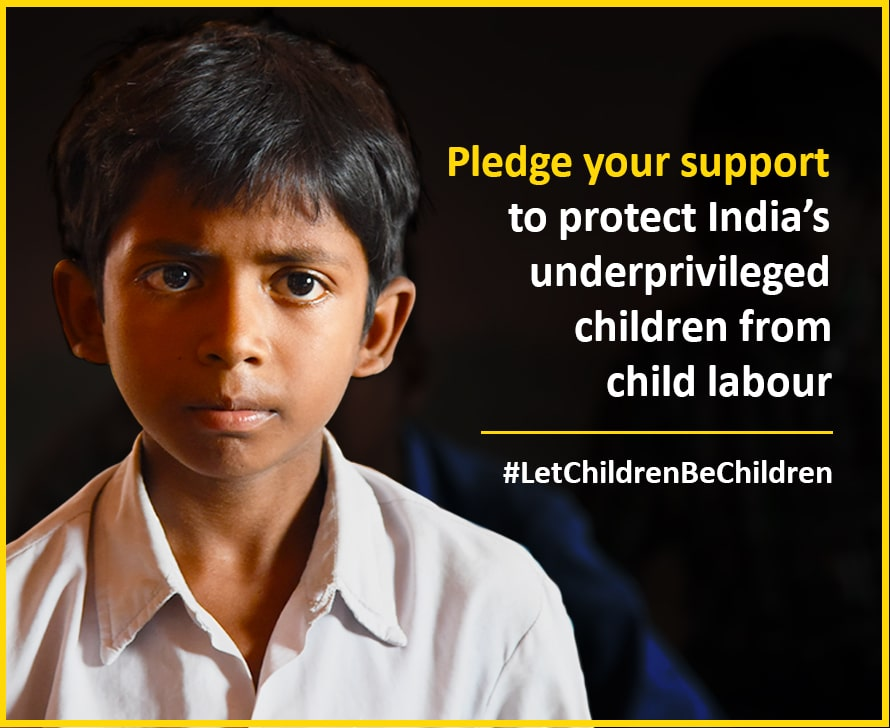 Pledge your support
to protect India’s
underprivileged
children from
child labour
#LetChildrenBeChildren